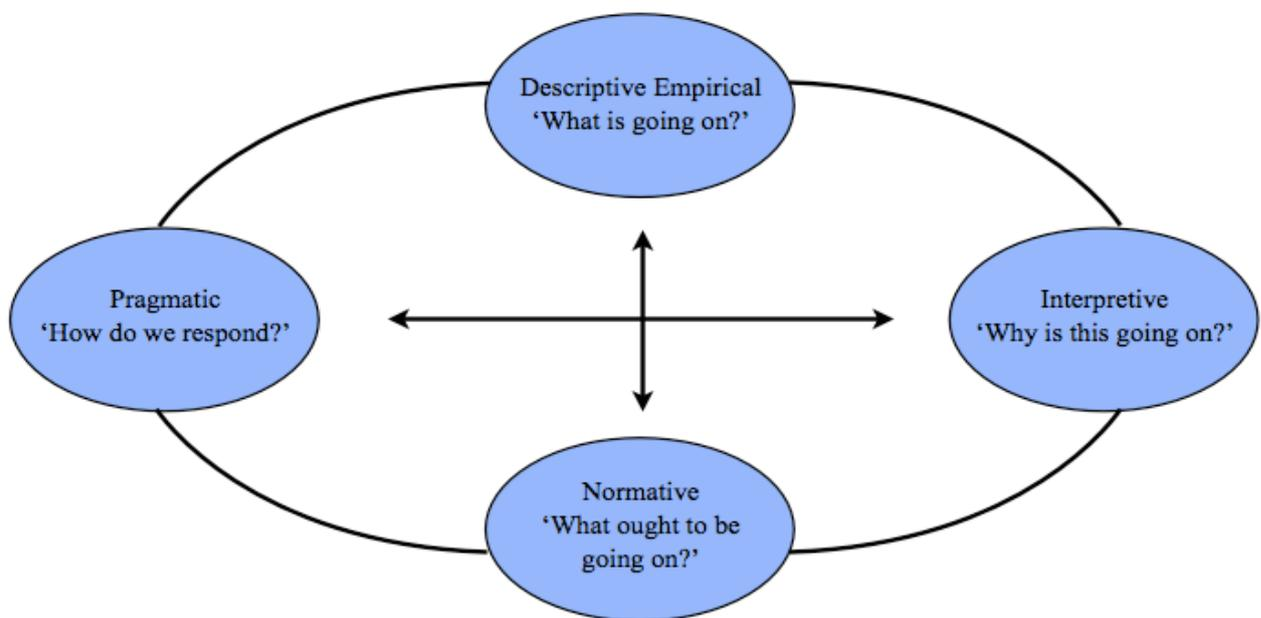 Descriptive Empirical
‘What is going on?’
Pragmatic
‘How do we respond?’
Interpretive
‘Why is this going on?’
Normative
‘What ought to be
going on?’